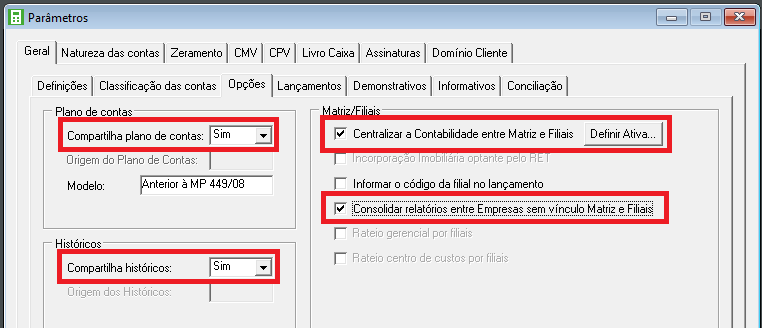 Parâmetros
Geral Natureza das contas Zeramento CMV CPV Livro Caixa Assinaturas Domínio Cliente
Definições Classificação das contas Opções Lançamentos Demonstrativos Informativos Conciliação
Plano de contas
Compartilha plano de contas: Sim
Origem do Plano de Contas:
Modelo: Anterior à MP 449/08
Históricos
Compartilha históricos: Sim
Origem dos Históricos:
Matriz/Filiais
Centralizar a Contabilidade entre Matriz e Filiais Definir Ativa...
Incorporação Imobiliária optante pelo RET
Informar o código da filial no lançamento
Consolidar relatórios entre Empresas sem vínculo Matriz e Filiais
Rateio gerencial por filiais
Rateio centro de custos por filiais